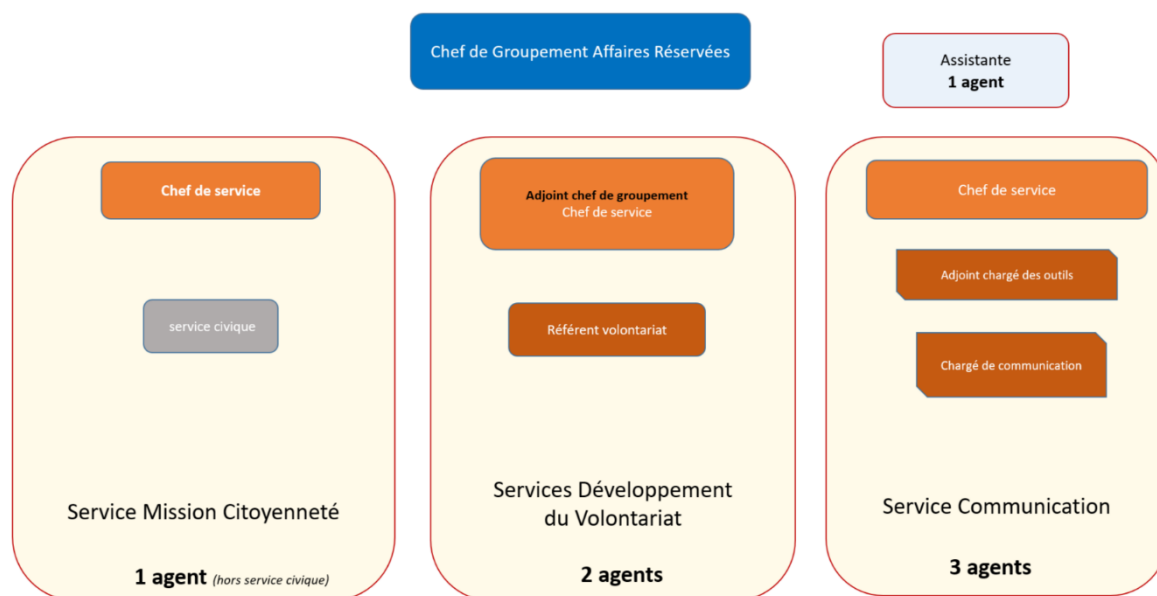 Chef de Groupement Affaires Réservées
Assistante
1 agent
Chef de service
service civique
Service Mission Citoyenneté
1 agent (hors service civique)
Adjoint chef de groupement
Chef de service
Référent volontariat
Services Développement
du Volontariat
2 agents
Chef de service
Adjoint chargé des outils
Chargé de communication
Service Communication
3 agents